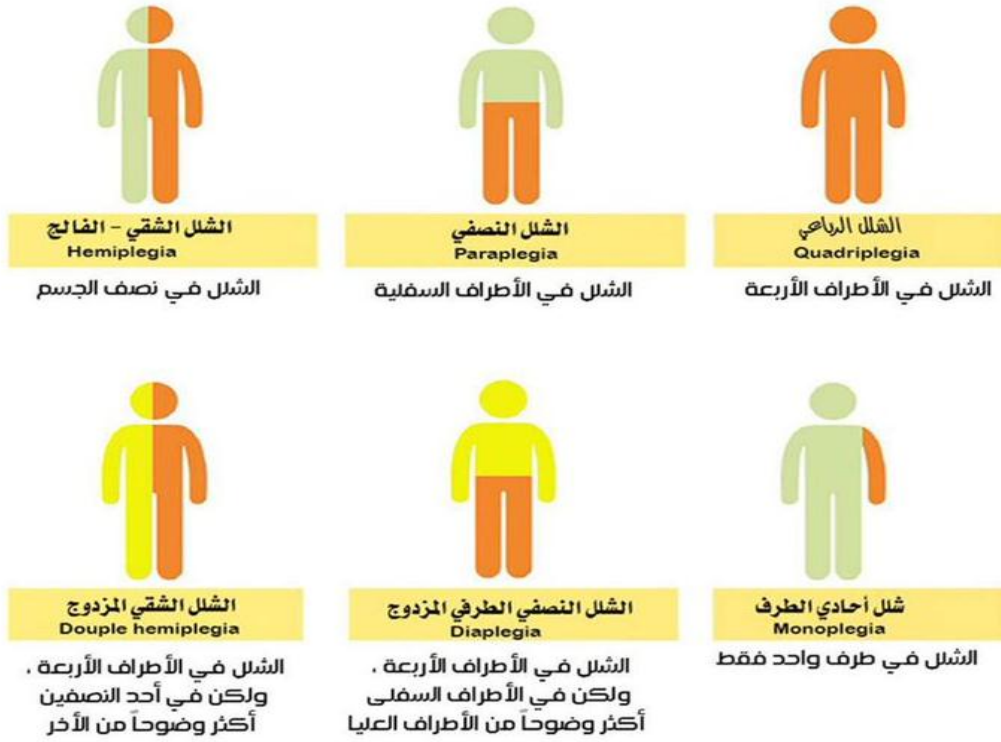 الشلل الرباعي
Quadriplegia
الشلل في الأطراف الأربعة
الشلل النصفي
Paraplegia
الشلل في الأطراف السفلية
الشلل الشقي - الفالج
Hemiplegia
الشلل في نصف الجسم
شلل أحادي الطرف
Monoplegia
الشلل في طرف واحد فقط
الشلل النصفي الطرفي المزدوج
Diaplegia
الشلل في الأطراف الأربعة ،
ولكن في الأطراف السفلى
أكثر وضوحاً من الأطراف العليا
الشلل الشقي المزدوج
Douple hemiplegia
الشلل في الأطراف الأربعة ،
ولكن في أحد النصفين
أكثر وضوحاً من الأخر